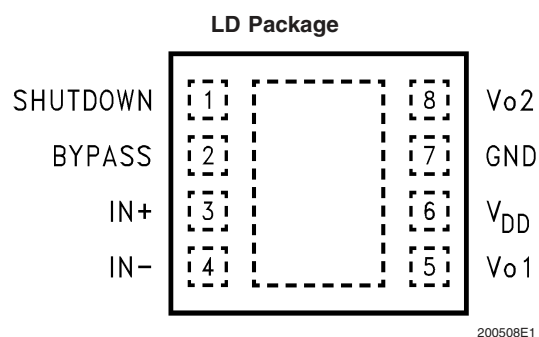 LD Package
SHUTDOWN 1 8 Vo2
BYPASS 2 7 GND
IN+ 3 6 VDD
IN- 4 5 Vo1
200508E1